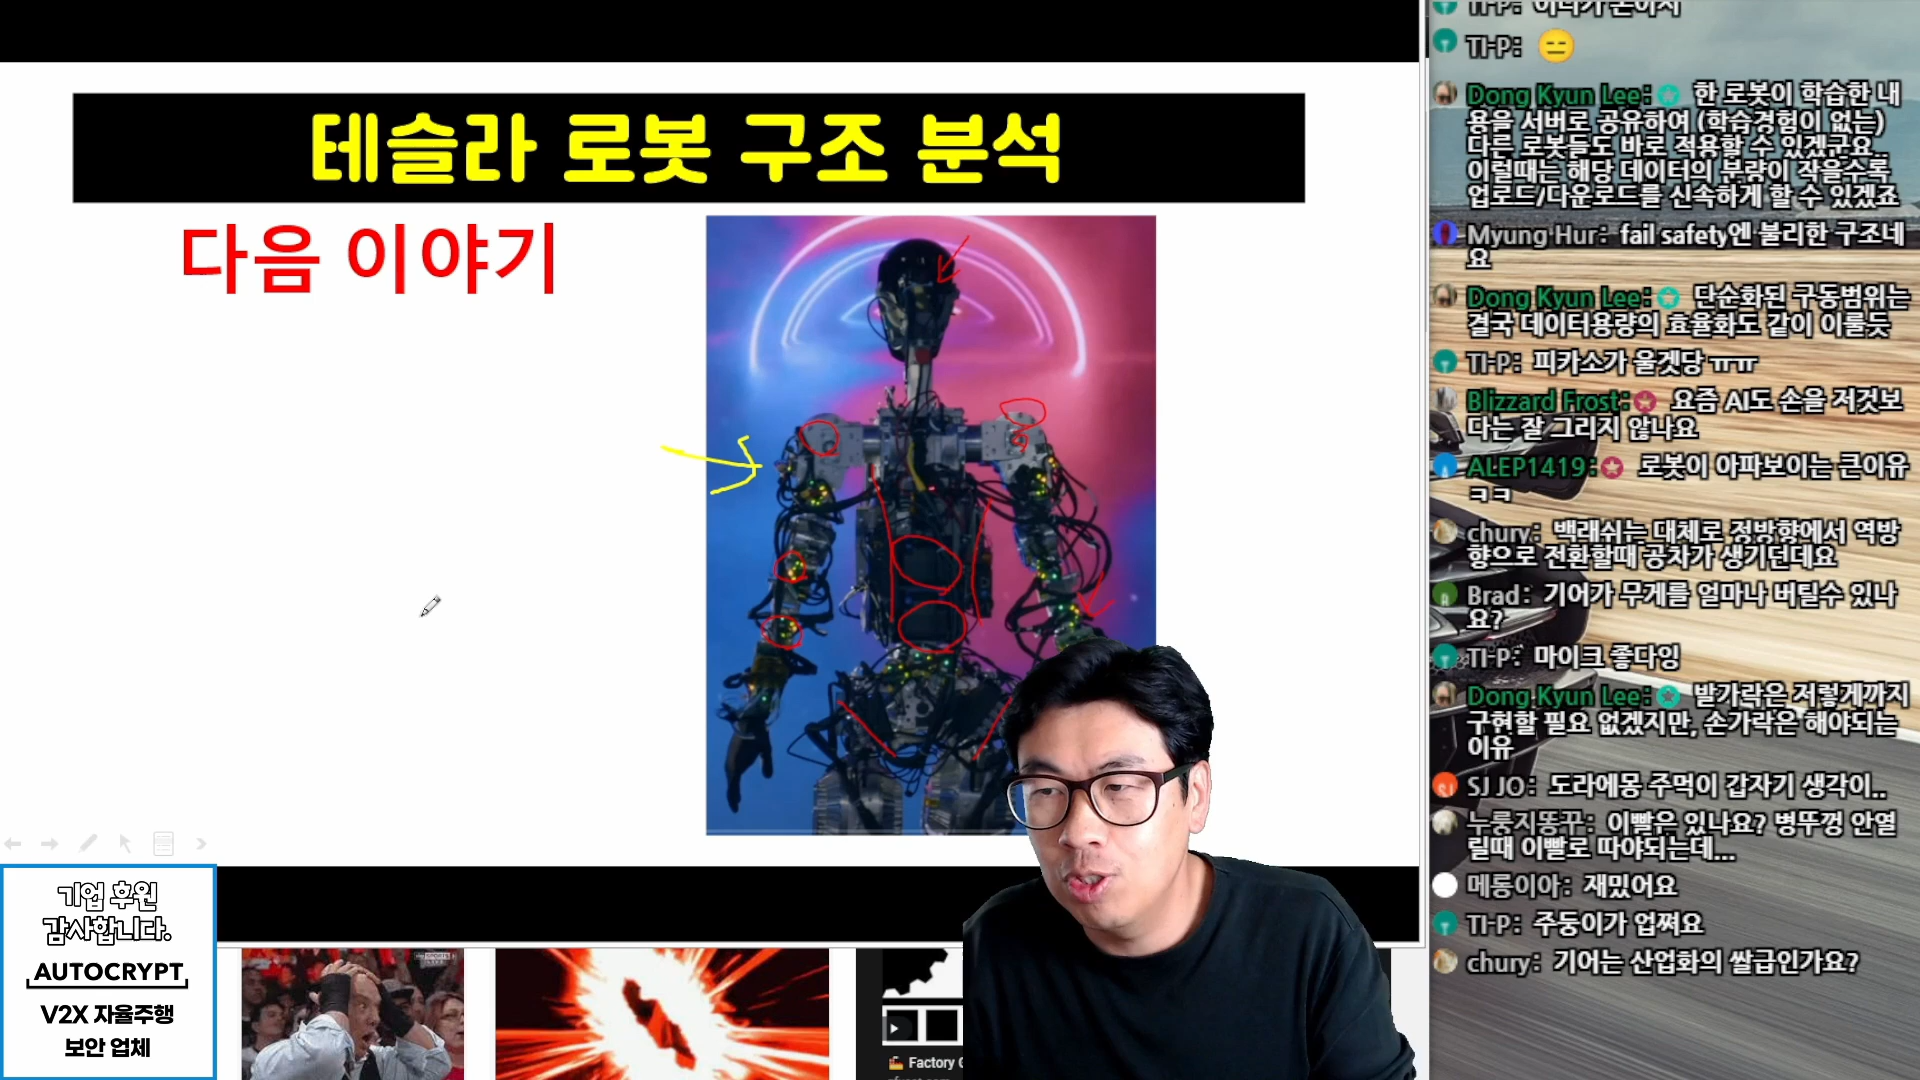 테슬라 로봇 구조 분석
다음 이야기
기업 후원
감사합니다.
AUTOCRYPT
V2X 자율주행
보안 업체
Factory
TI-P:
TI-P:
Dong Kyun Lee: 한 로봇이 학습한 내
용을 서버로 공유하여 (학습경험이 없는)
다른 로봇들도 바로 적용할 수 있겠군요..
이럴때는 해당 데이터의 분량이 작을수록
업로드/다운로드를 신속하게 할 수 있겠죠
Myung Hur: fail safety엔 불리한 구조네
요
Dong Kyun Lee: 단순화된 구동범위는
결국 데이터용량의 효율화도 같이 이룰듯
TI-P: 피카소가 울겟당 ㅠㅠ
Blizzard Frost: 요즘 AI도 손을 저것보
다는 잘 그리지 않나요
ALEP1419: 로봇이 아파보이는 큰이유
ㅋㅋ
chury: 백래쉬는 대체로 정방향에서 역방
향으로 전환할때 공차가 생기던데요
Brad: 기어가 무게를 얼마나 버틸수 있나
요?
TI-P: 마이크 좋다잉
Dong Kyun Lee: 발가락은 저렇게까지
구현할 필요 없겠지만, 손가락은 해야되는
이유
SJ JO: 도라에몽 주먹이 갑자기 생각이..
누룽지똥꾸: 이빨은 있나요? 병뚜껑 안열
릴때 이빨로 따야되는데...
메롱이아: 재밌어요
TI-P: 주둥이가 업쪄요
chury: 기어는 산업화의 쌀급인가요?